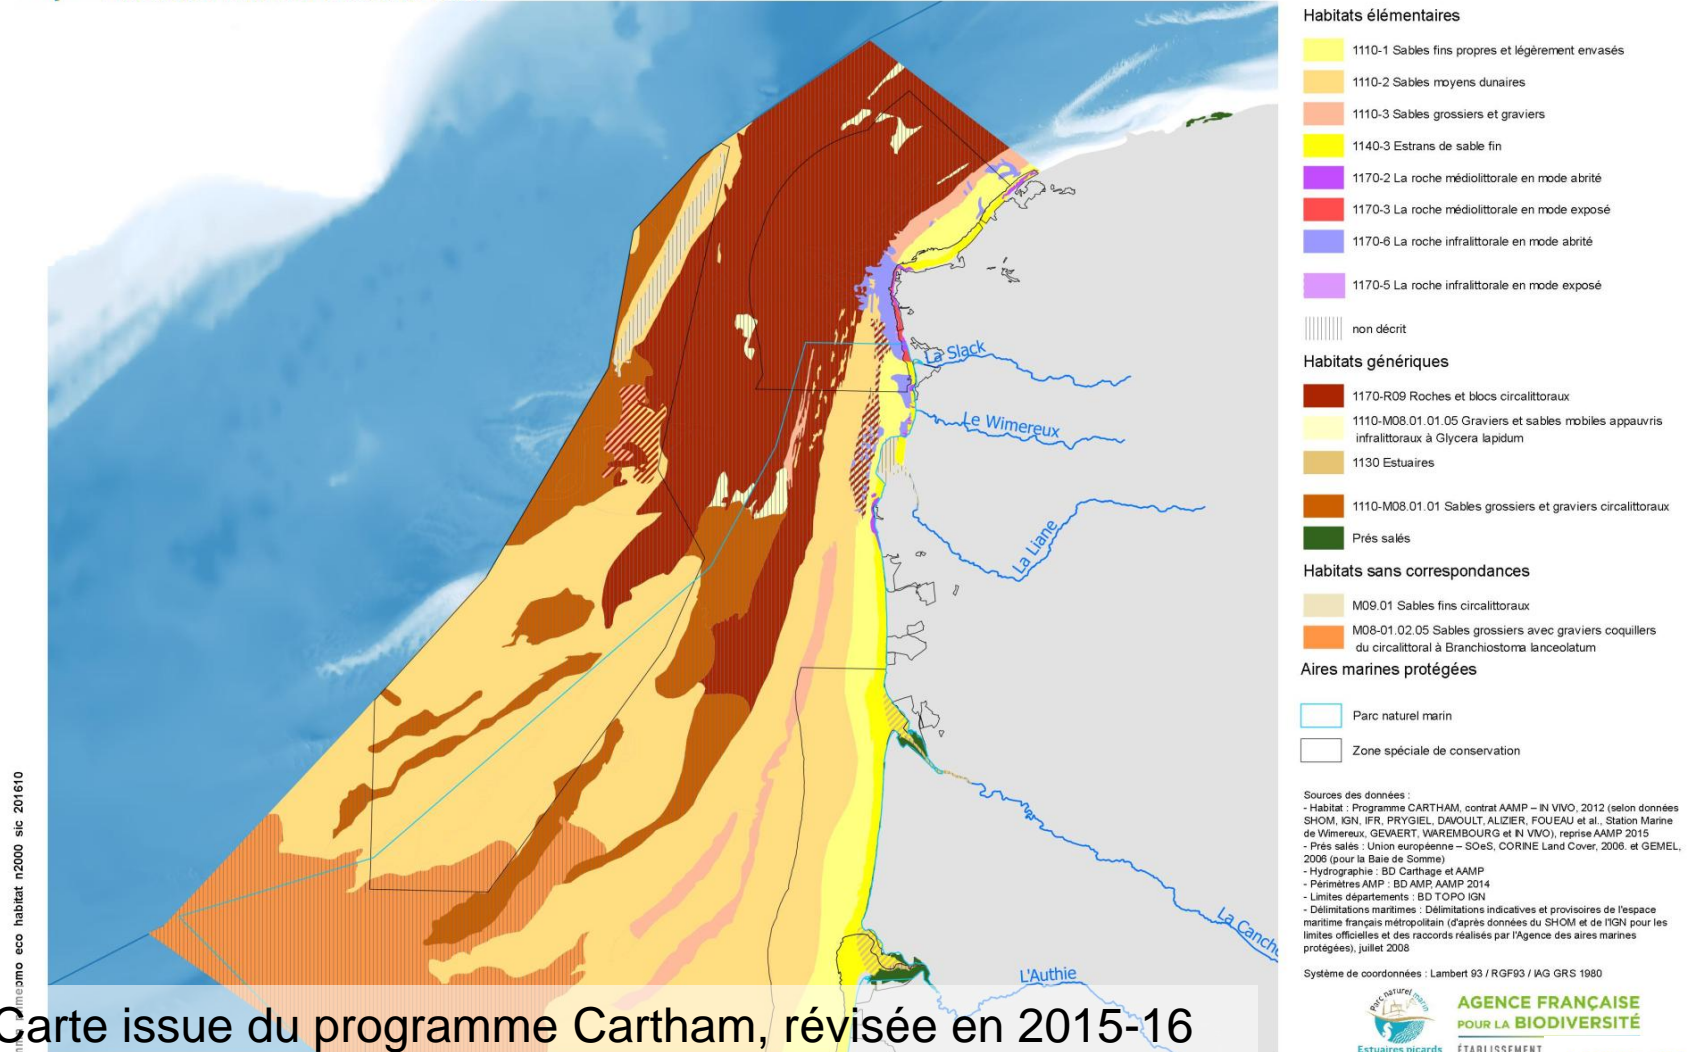 La Slack
Le Wimereux
La Liane
La Canche
L'Authie
Carte issue du programme Cartham, révisée en 2015-16
eco habitat n2000 sic 201610
Habitats élémentaires
1110-1 Sables fins propres et légèrement envasés
1110-2 Sables moyens dunaires
1110-3 Sables grossiers et graviers
1140-3 Estrans de sable fin
1170-2 La roche médiolittorale en mode abrité
1170-3 La roche médiolittorale en mode exposé
1170-6 La roche infralittorale en mode abrité
1170-5 La roche infralittorale en mode exposé
non décrit
Habitats génériques
1170-R09 Roches et blocs circalittoraux
1110-M08.01.01.05 Graviers et sables mobiles appauvris
infralittoraux à Glycera lapidum
1130 Estuaires
1110-M08.01.01 Sables grossiers et graviers circalittoraux
Prés salés
Habitats sans correspondances
M09.01 Sables fins circalittoraux
M08-01.02.05 Sables grossiers avec graviers coquillers
du circalittoral à Branchiostoma lanceolatum
Aires marines protégées
Parc naturel marin
Zone spéciale de conservation
Sources des données :
- Habitat : Programme CARTHAM, contrat AAMP – IN VIVO, 2012 (selon données
SHOM, IGN, IFR, PRYGIEL, DAVOULT, ALIZIER, FOUEAU et al., Station Marine
de Wimereux, GEVAERT, WAREMBOURG et IN VIVO), reprise AAMP 2015
- Prés salés : Union européenne – SOeS, CORINE Land Cover, 2006. et GEMEL,
2006 (pour la Baie de Somme)
- Hydrographie : BD Carthage et AAMP
- Périmètres AMP : BD AMP, AAMP 2014
- Limites départements : BD TOPO IGN
- Délimitations maritimes : Délimitations indicatives et provisoires de l'espace
maritime français métropolitain (d'après données du SHOM et de l'IGN pour les
limites officielles et des raccords réalisés par l'Agence des aires marines
protégées), juillet 2008
Système de coordonnées : Lambert 93 / RGF93 / IAG GRS 1980
Parc naturel marin
Estuaires picards
AGENCE FRANÇAISE
POUR LA BIODIVERSITÉ
ÉTABLISSEMENT